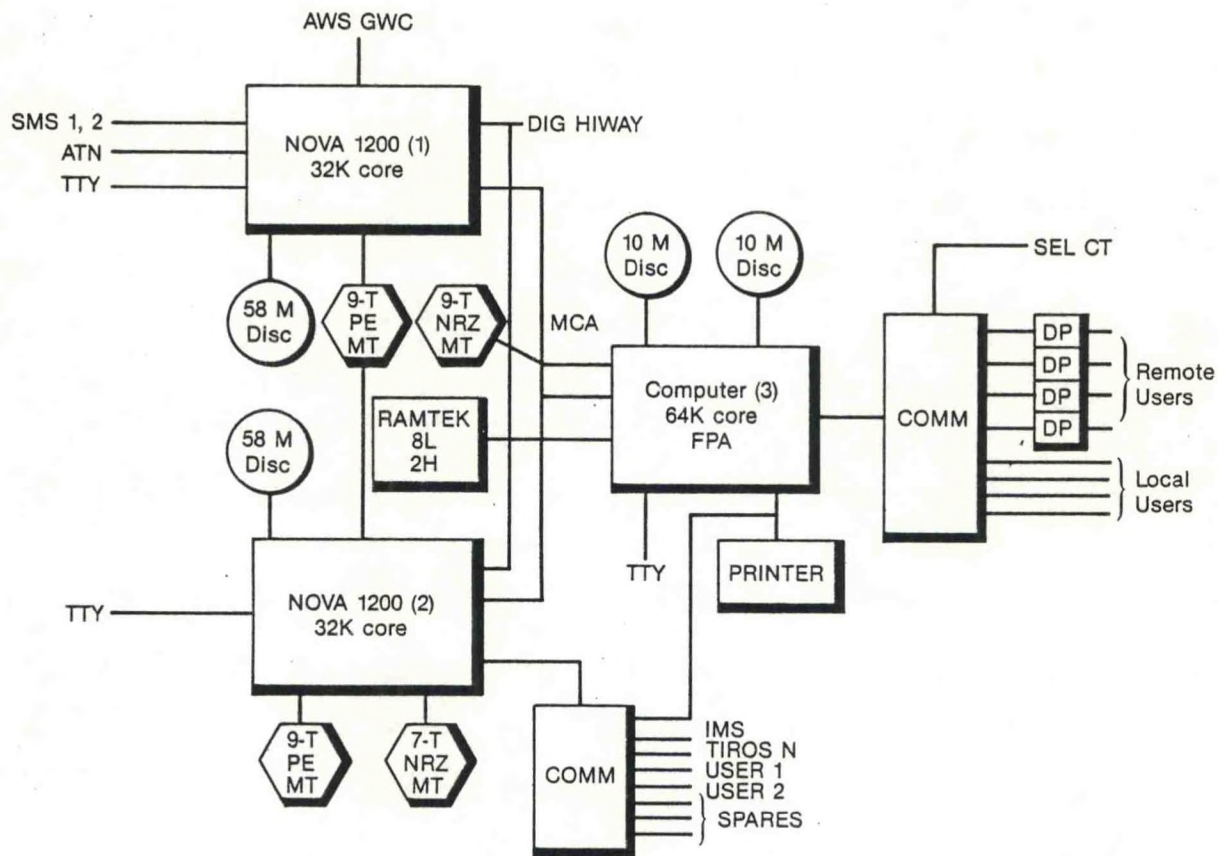 AWS GWC
SMS 1, 2
ATN
TTY
NOVA 1200 (1)
32K core
DIG HIWAY
58 M
Disc
9-T
PE
MT
9-T
NRZ
MT
MCA
10 M
Disc
10 M
Disc
SEL CT
RAMTEK
8L
2H
Computer (3)
64K core
FPA
COMM
DP
DP
DP
DP
Remote
Users
Local
Users
58 M
Disc
TTY
PRINTER
TTY
NOVA 1200 (2)
32K core
9-T
PE
MT
7-T
NRZ
MT
COMM
IMS
TIROS N
USER 1
USER 2
SPARES